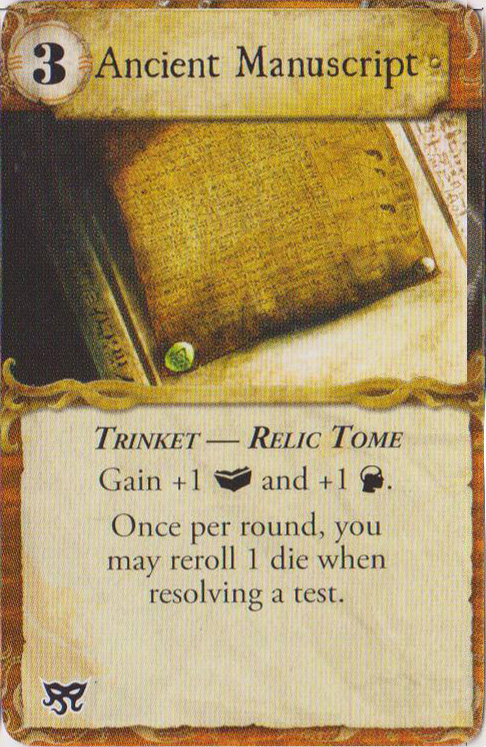 3 Ancient Manuscript
TRINKET — RELIC TOME
Gain +1 and +1 .
Once per round, you
may reroll 1 die when
resolving a test.